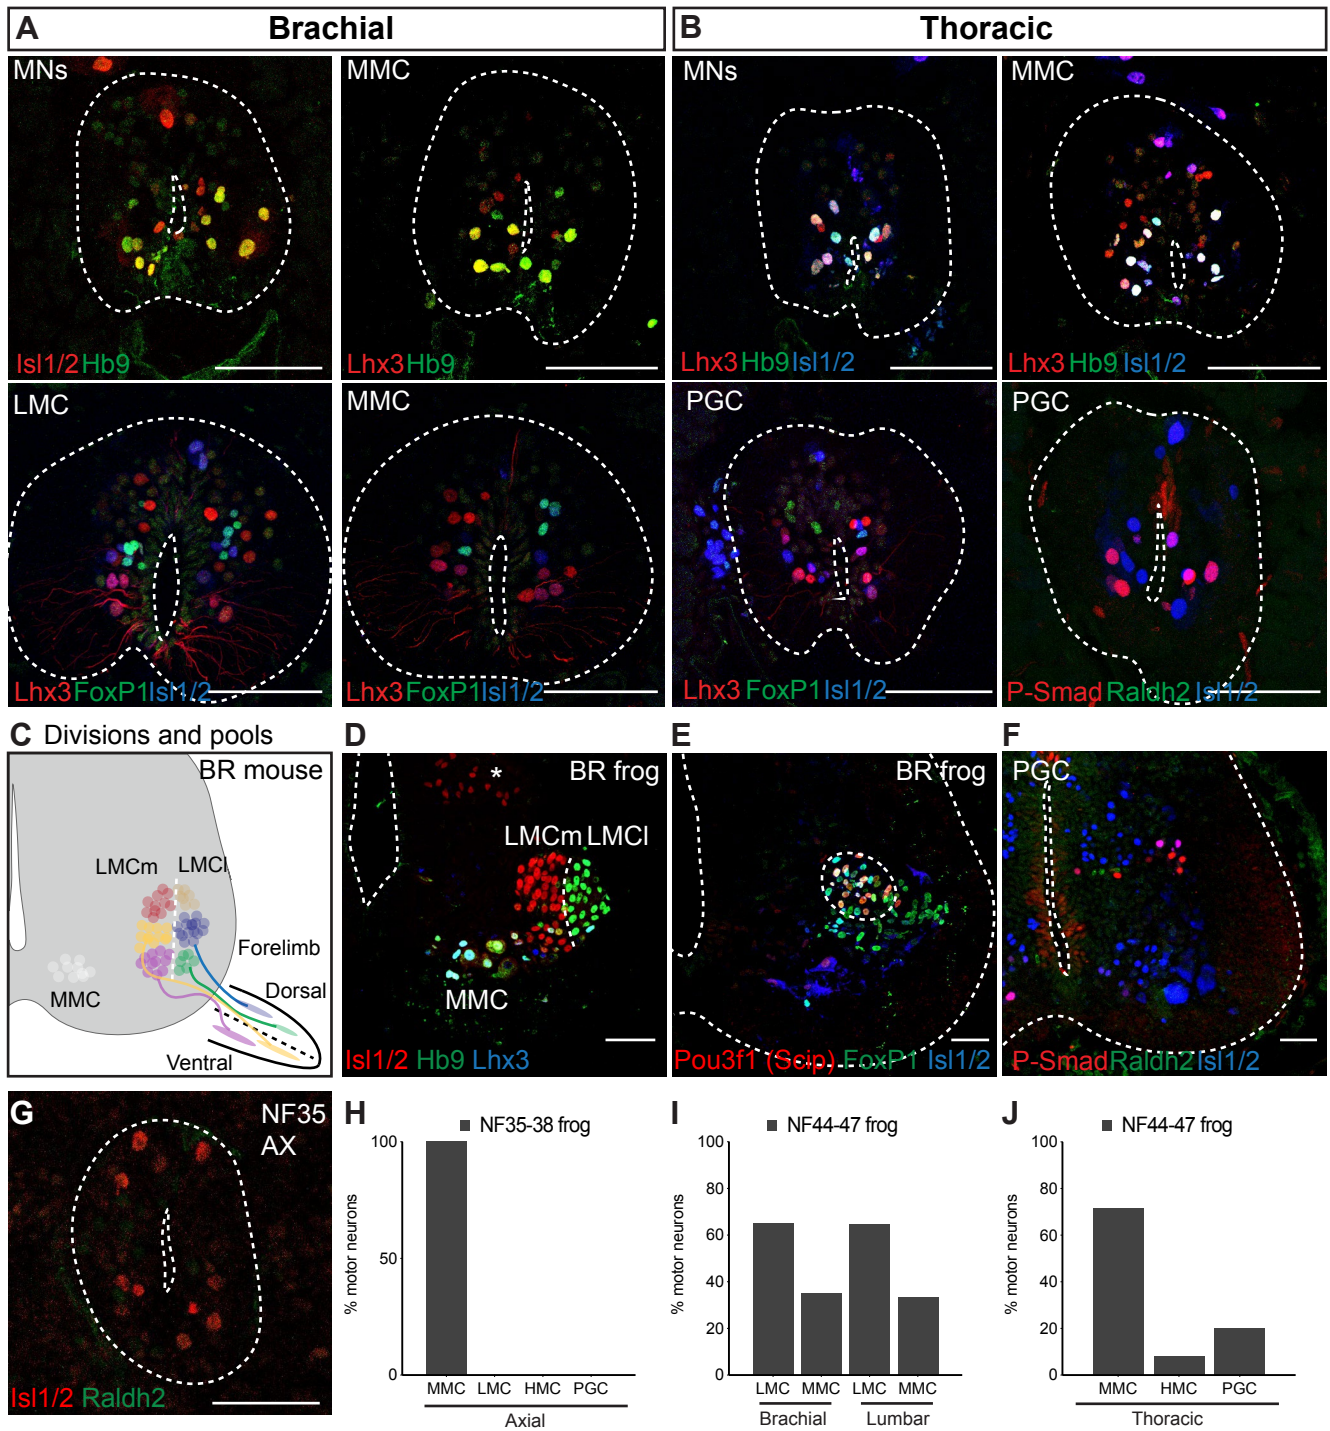 A Brachial
B Thoracic
MNs
MMC
MNs
MMC
Isl1/2 Hb9
Lhx3 Hb9
Lhx3 Hb9 Isl1/2
Lhx3 Hb9 Isl1/2
LMC
MMC
PGC
PGC
Lhx3 FoxP1 Isl1/2
Lhx3 FoxP1 Isl1/2
Lhx3 FoxP1 Isl1/2
P-Smad Raldh2 Isl1/2
C Divisions and pools
BR mouse
LMCm LMCl
Forelimb
Dorsal
MMC
Ventral
D
BR frog
*
LMCm LMCl
MMC
Isl1/2 Hb9 Lhx3
E
BR frog
Pou3f1 (Scip) FoxP1 Isl1/2
F
PGC
P-Smad Raldh2 Isl1/2
G
NF35
AX
Isl1/2 Raldh2
H
NF35-38 frog
% motor neurons
100
50
0
MMC LMC HMC PGC
Axial
I
NF44-47 frog
% motor neurons
100
80
60
40
20
0
LMC MMC LMC MMC
Brachial Lumbar
J
NF44-47 frog
% motor neurons
100
80
60
40
20
0
MMC HMC PGC
Thoracic